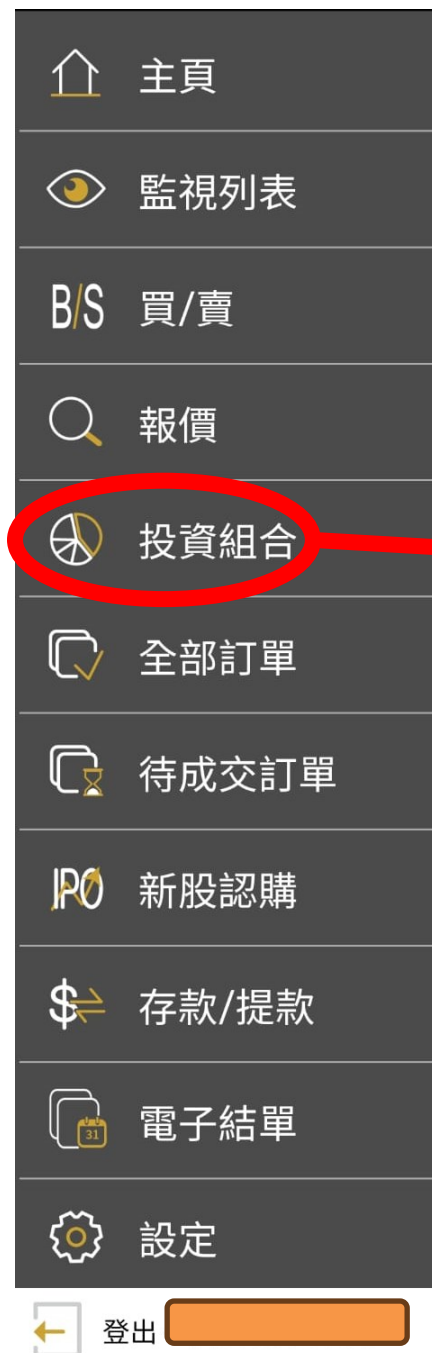 主頁
監視列表
B/S 買/賣
報價
投資組合
全部訂單
待成交訂單
IPO 新股認購
$ 存款/提款
31 電子結單
設定
登出